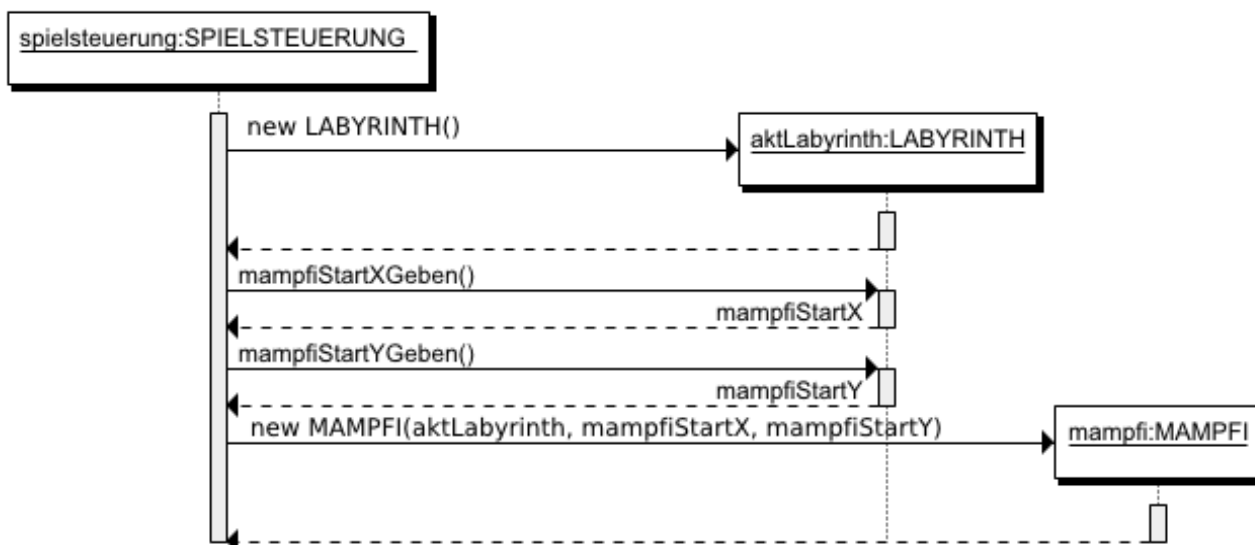 spielsteuerung:SPIELSTEUERUNG
new LABYRINTH()
aktLabyrinth:LABYRINTH
mampfiStartXGeben()
mampfiStartX
mampfiStartYGeben()
mampfiStartY
new MAMPFI(aktLabyrinth, mampfiStartX, mampfiStartY)
mampfi:MAMPFI